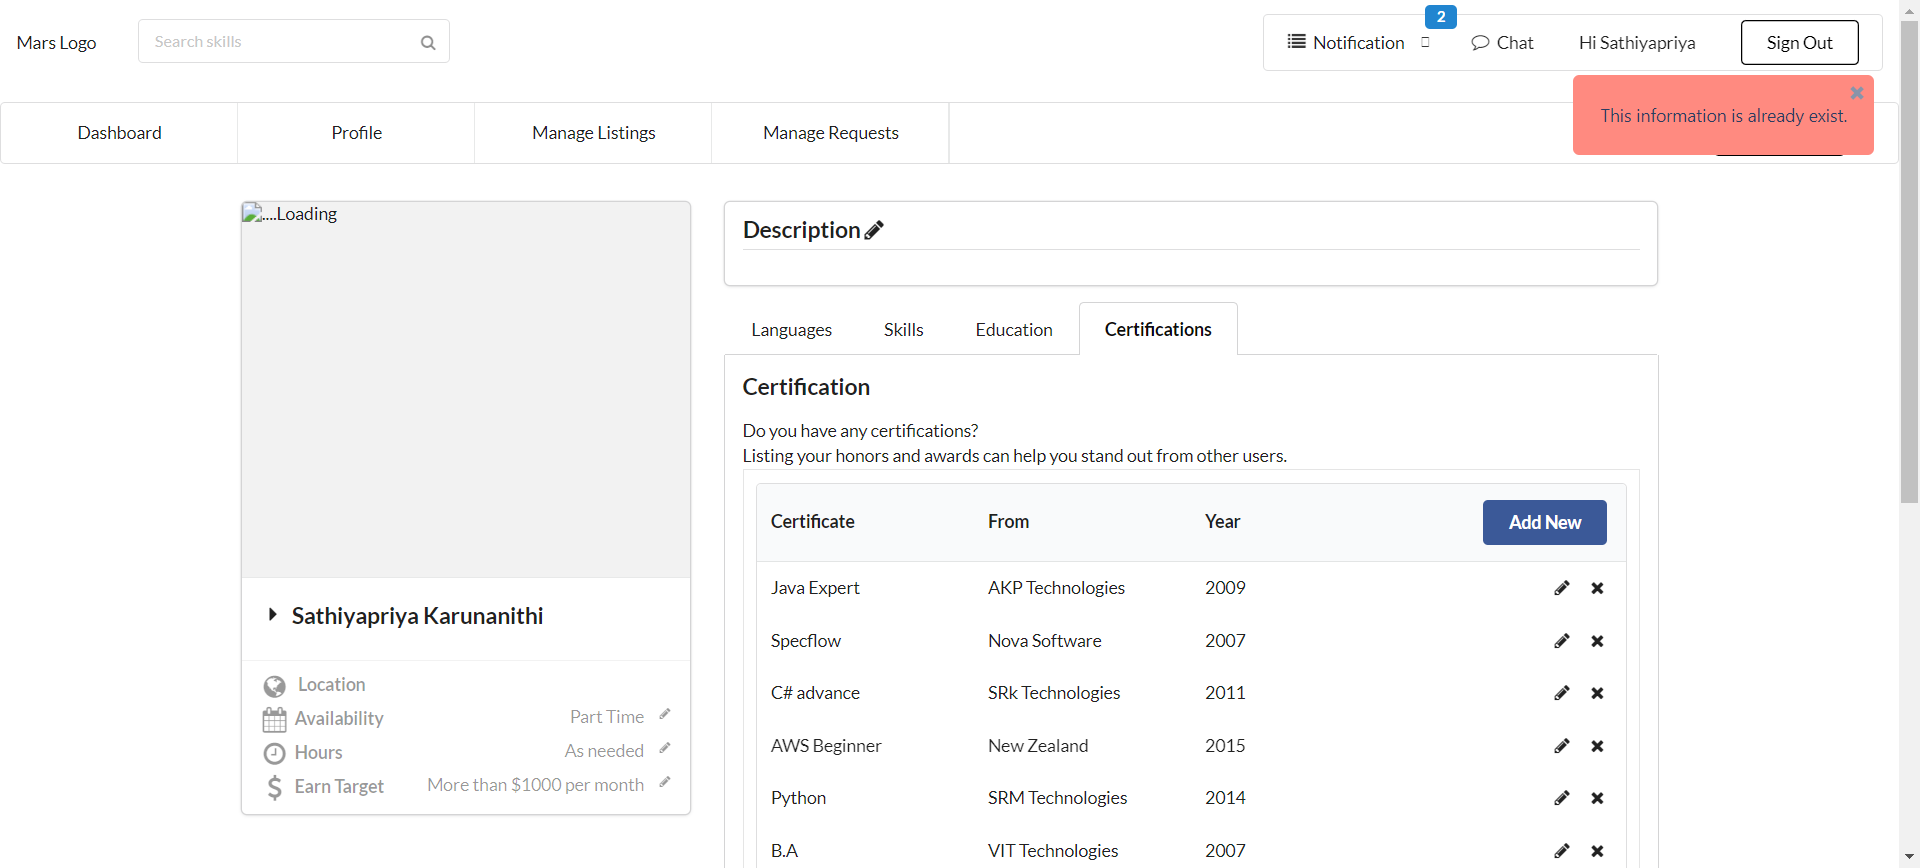 Mars Logo
Search skills
2
Notification
Chat
Hi Sathiyapriya
Sign Out
This information is already exist.
Dashboard
Profile
Manage Listings
Manage Requests
....Loading
Sathiyapriya Karunanithi
Location
Availability
Part Time
Hours
As needed
Earn Target
More than $1000 per month
Description
Languages
Skills
Education
Certifications
Certification
Do you have any certifications?
Listing your honors and awards can help you stand out from other users.
Certificate From Year Add New
Java Expert AKP Technologies 2009
Specflow Nova Software 2007
C# advance SRk Technologies 2011
AWS Beginner New Zealand 2015
Python SRM Technologies 2014
B.A VIT Technologies 2007